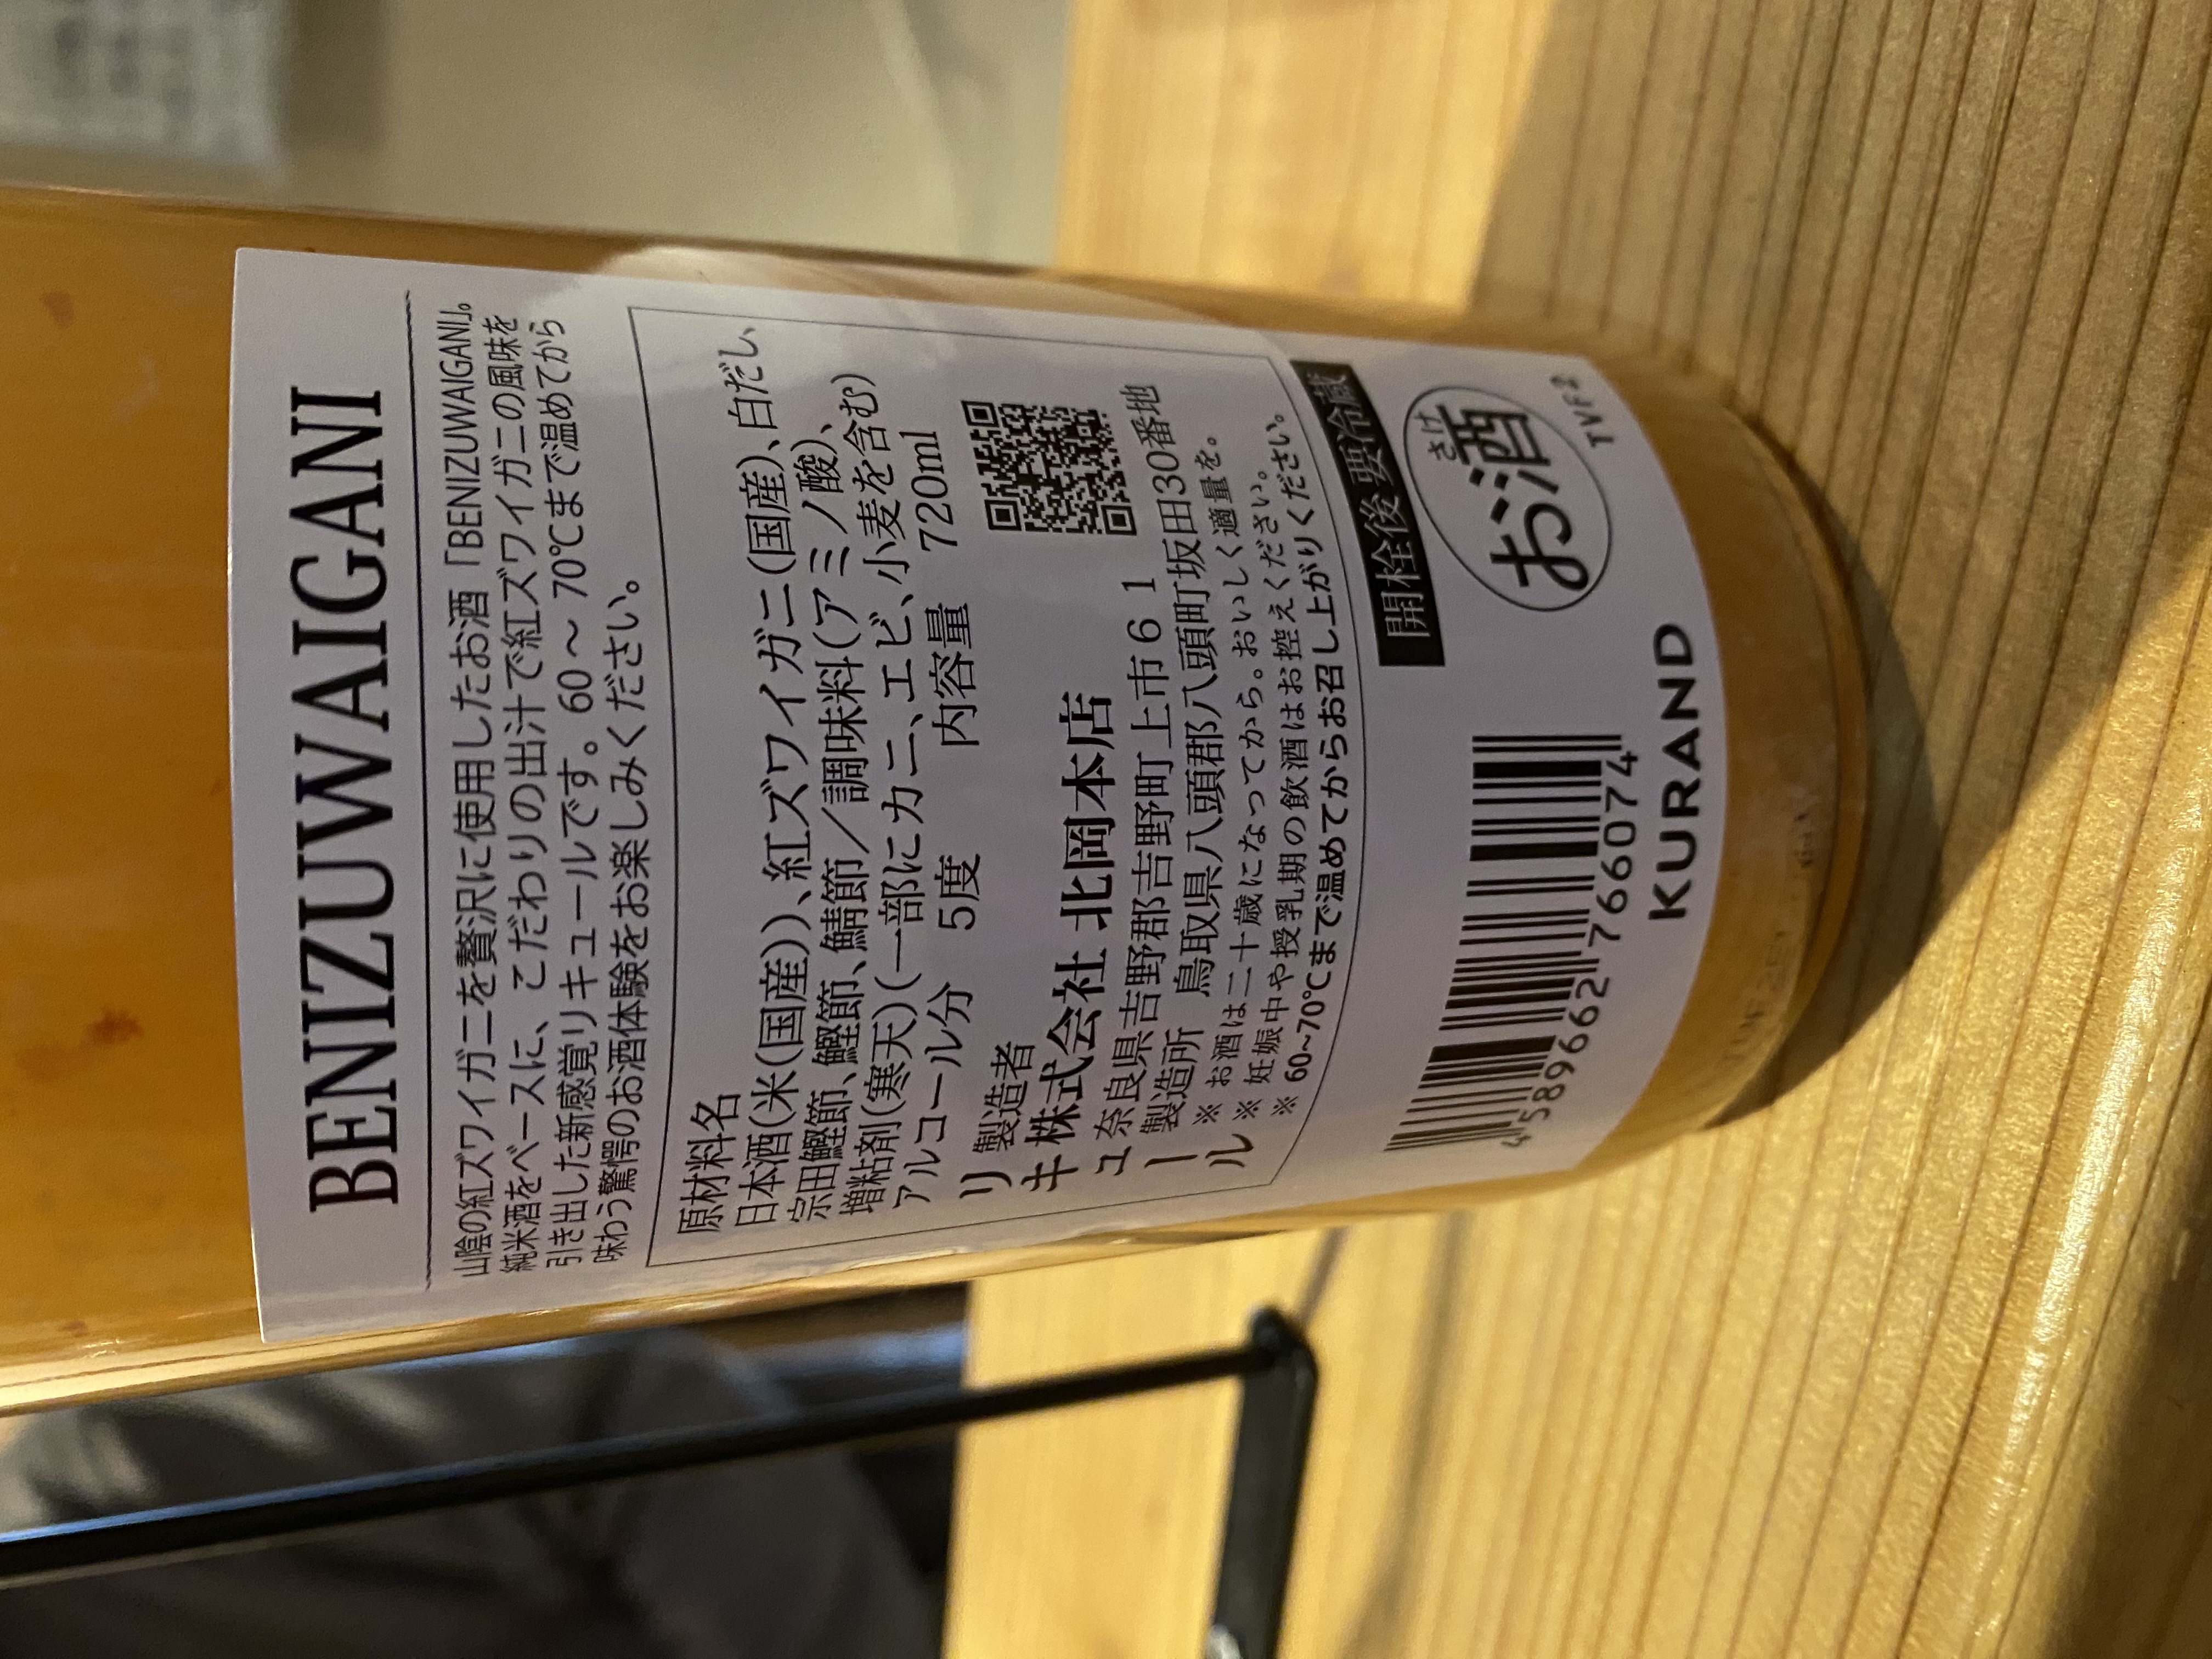 BENIZUWAIGANI
山陰の紅ズワイガニを贅沢に使用したお酒「BENIZUWAIGANI」。
純米酒をベースに、こだわりの出汁で紅ズワイガニの風味を
引き出した新感覚リキュールです。60〜70℃まで温めてから
味わう驚愕のお酒体験をお楽しみください。
原材料名
日本酒(米(国産))、紅ズワイガニ(国産)、白だし、
宗田鰹節、鰹節、鯖節／調味料(アミノ酸)、
増粘剤(寒天)(一部にカニ、エビ、小麦を含む)
アルコール分 5度 内容量 720ml
リキュール
製造者
株式会社 北岡本店
奈良県吉野郡吉野町上市６１
製造所 鳥取県八頭郡八頭町坂田30番地
※ お酒は二十歳になってから。おいしく適量を。
※ 妊娠中や授乳期の飲酒はお控えください。
※ 60~70℃まで温めてからお召し上がりください。
開栓後要冷蔵
4589662766074
さけ
お酒
KURAND
TVF2